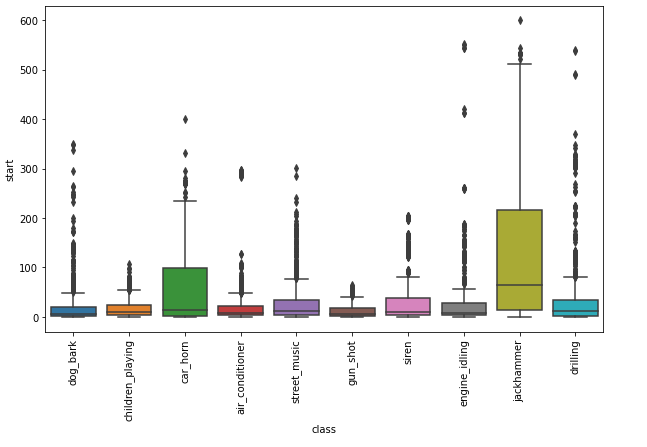 600
500
400
300
200
100
0
start
dog_bark
children_playing
car_horn
air_conditioner
street_music
gun_shot
siren
engine_idling
jackhammer
drilling
class